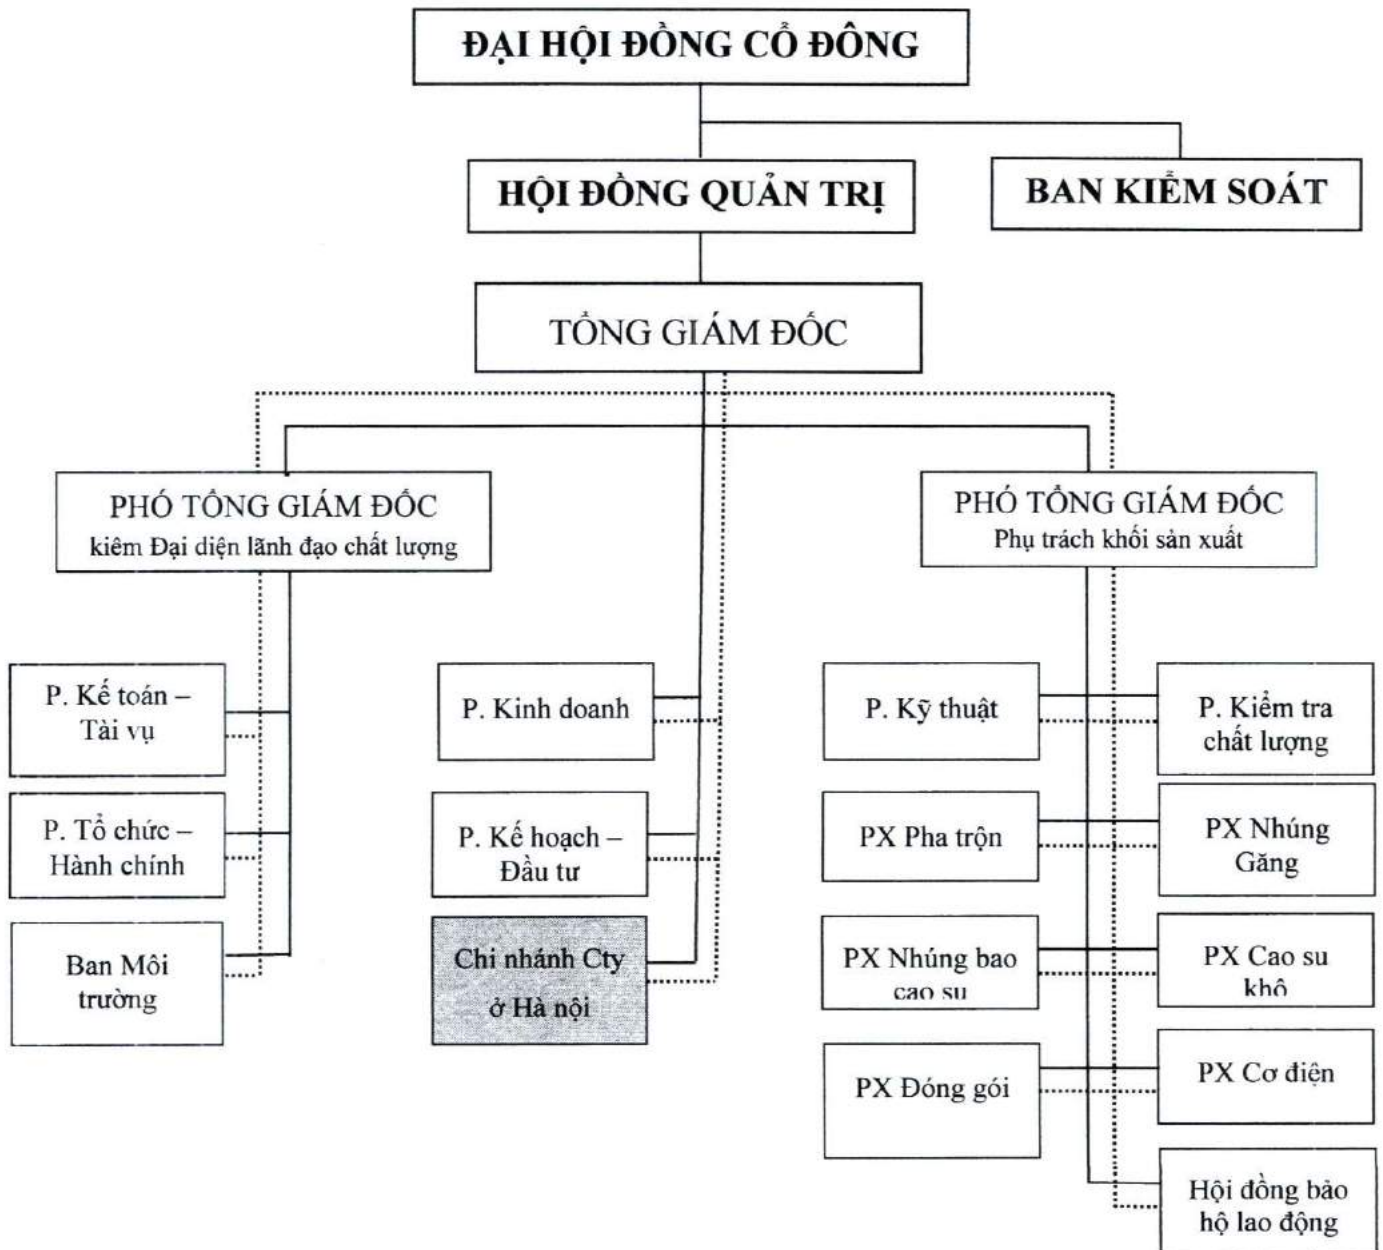 ĐẠI HỘI ĐỒNG CỔ ĐÔNG
HỘI ĐỒNG QUẢN TRỊ
BAN KIỂM SOÁT
TỔNG GIÁM ĐỐC
PHÓ TỔNG GIÁM ĐỐC
kiêm Đại diện lãnh đạo chất lượng
PHÓ TỔNG GIÁM ĐỐC
Phụ trách khối sản xuất
P. Kế toán –
Tài vụ
P. Kinh doanh
P. Kỹ thuật
P. Kiểm tra
chất lượng
P. Tổ chức –
Hành chính
P. Kế hoạch –
Đầu tư
PX Pha trộn
PX Nhúng
Găng
Ban Môi
trường
Chi nhánh Cty
ở Hà nội
PX Nhúng bao
cao su
PX Cao su
khô
PX Đóng gói
PX Cơ điện
Hội đồng bảo
hộ lao động